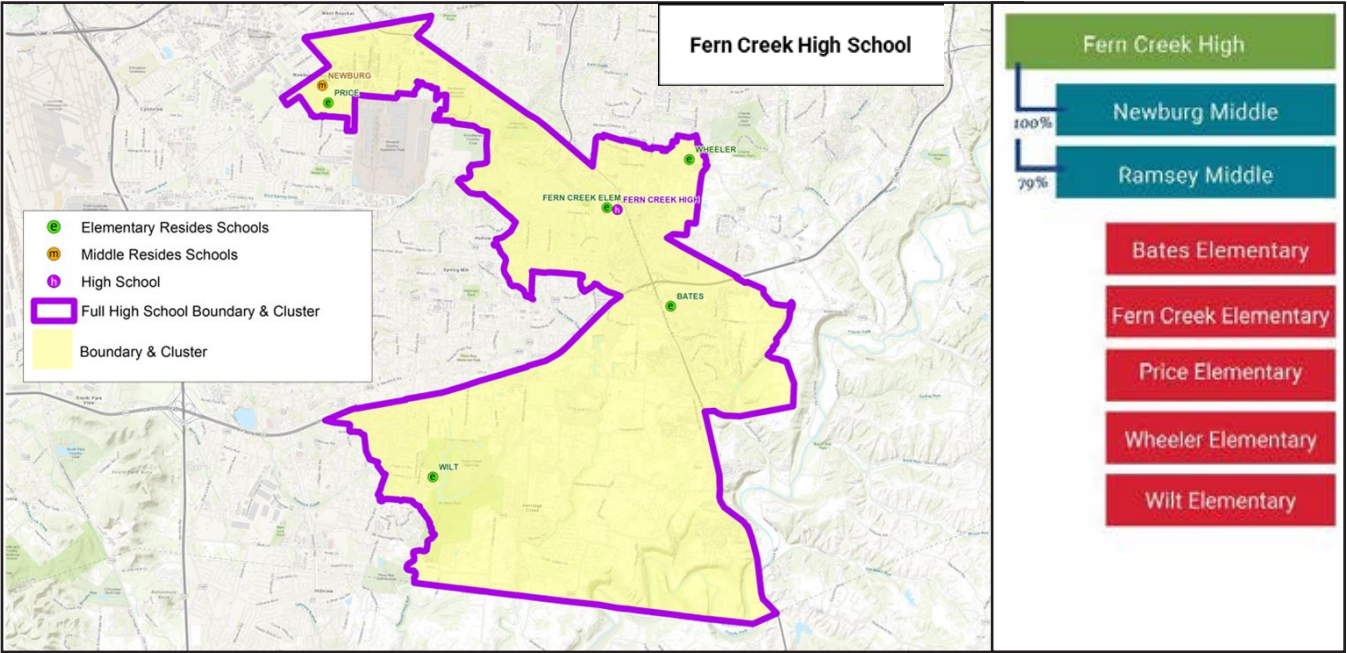 Fern Creek High School
NEWBURG
m
PRICE
e
WHEELER
e
FERN CREEK ELEM
e
FERN CREEK HIGH
h
BATES
e
WILT
e
e Elementary Resides Schools
m Middle Resides Schools
h High School
Full High School Boundary & Cluster
Boundary & Cluster
Fern Creek High
100%
Newburg Middle
79%
Ramsey Middle
Bates Elementary
Fern Creek Elementary
Price Elementary
Wheeler Elementary
Wilt Elementary